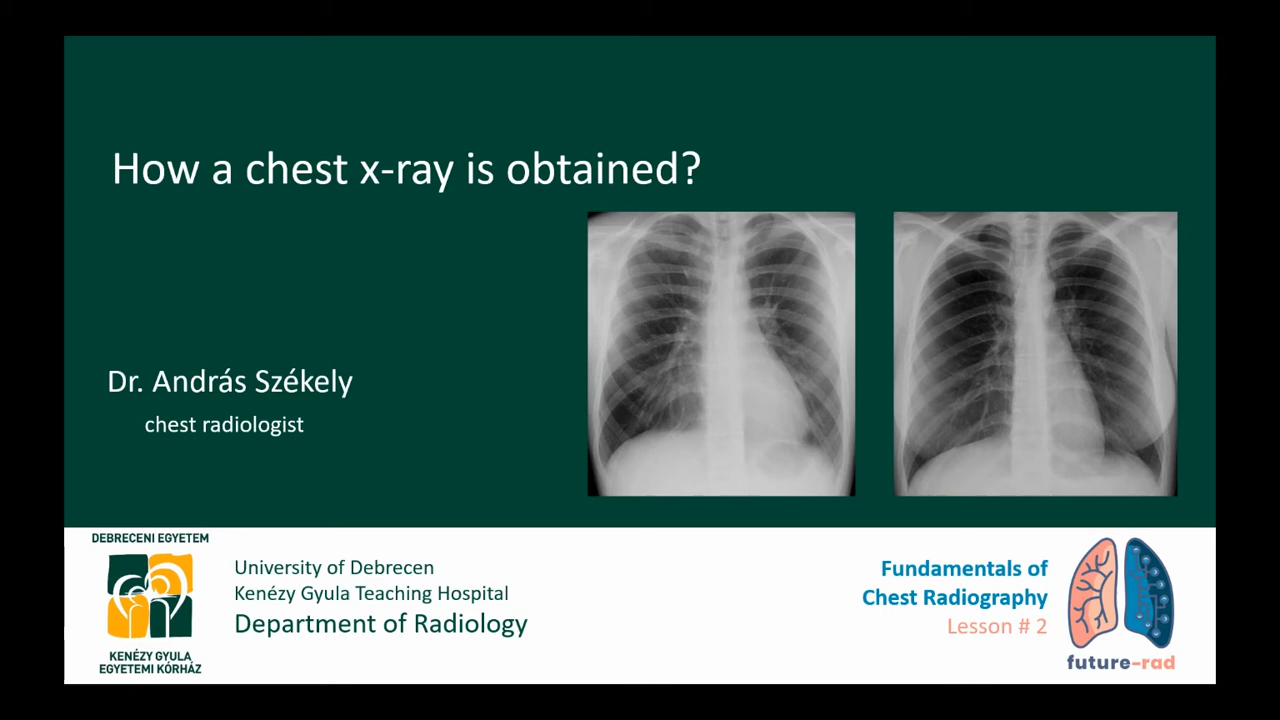 How a chest x-ray is obtained?
Dr. András Székely
chest radiologist
DEBRECENI EGYETEM
KENÉZY GYULA
EGYETEMI KÓRHÁZ
University of Debrecen
Kenézy Gyula Teaching Hospital
Department of Radiology
Fundamentals of
Chest Radiography
Lesson # 2
future-rad